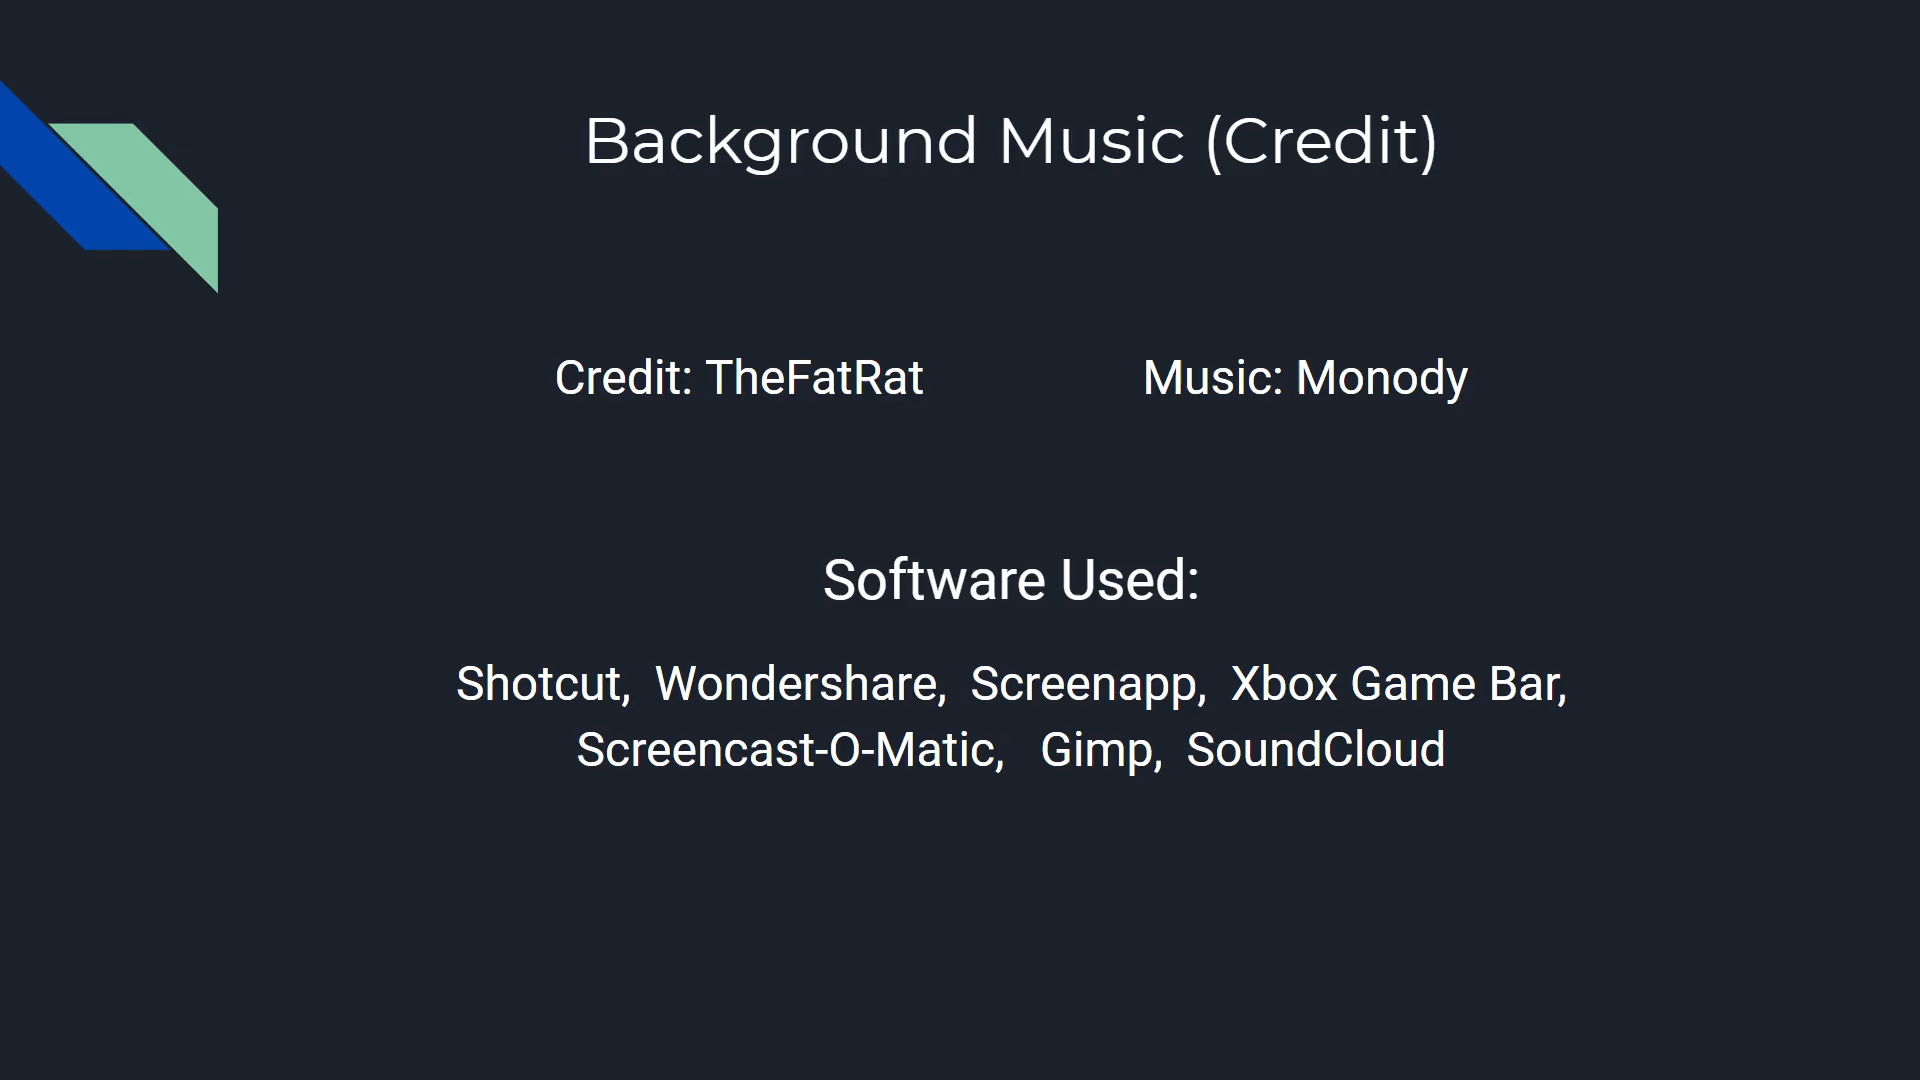 Background Music (Credit)
Credit: TheFatRat
Music: Monody
Software Used:
Shotcut, Wondershare, Screenapp, Xbox Game Bar,
Screencast-O-Matic, Gimp, SoundCloud